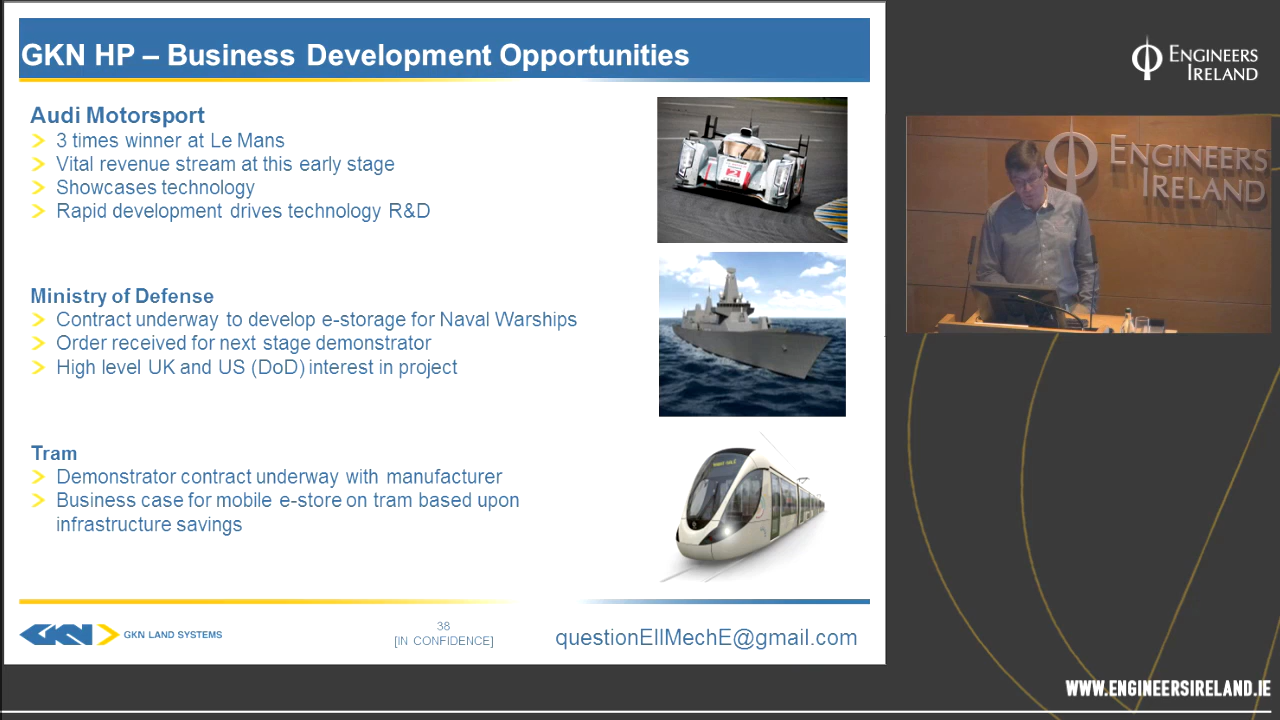 GKN HP – Business Development Opportunities
Audi Motorsport
3 times winner at Le Mans
Vital revenue stream at this early stage
Showcases technology
Rapid development drives technology R&D
Ministry of Defense
Contract underway to develop e-storage for Naval Warships
Order received for next stage demonstrator
High level UK and US (DoD) interest in project
Tram
Demonstrator contract underway with manufacturer
Business case for mobile e-store on tram based upon
infrastructure savings
GKN GKN LAND SYSTEMS
38
[IN CONFIDENCE]
questionEIIMechE@gmail.com
ENGINEERS
IRELAND
ENGINEERS
IRELAND
2
WWW.ENGINEERSIRELAND.IE